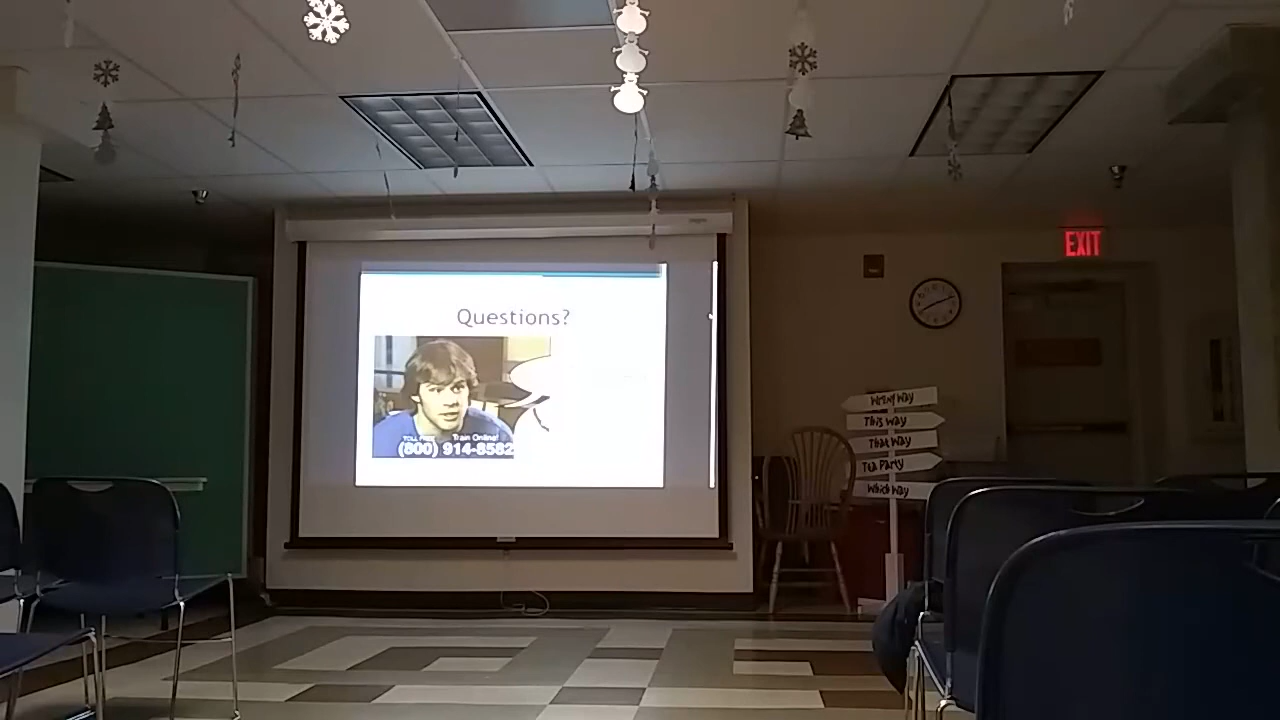 EXIT
Questions?
TOLL FREE Train Online!
(800) 914-8582
This way
That Way
Tea Party
Which Way